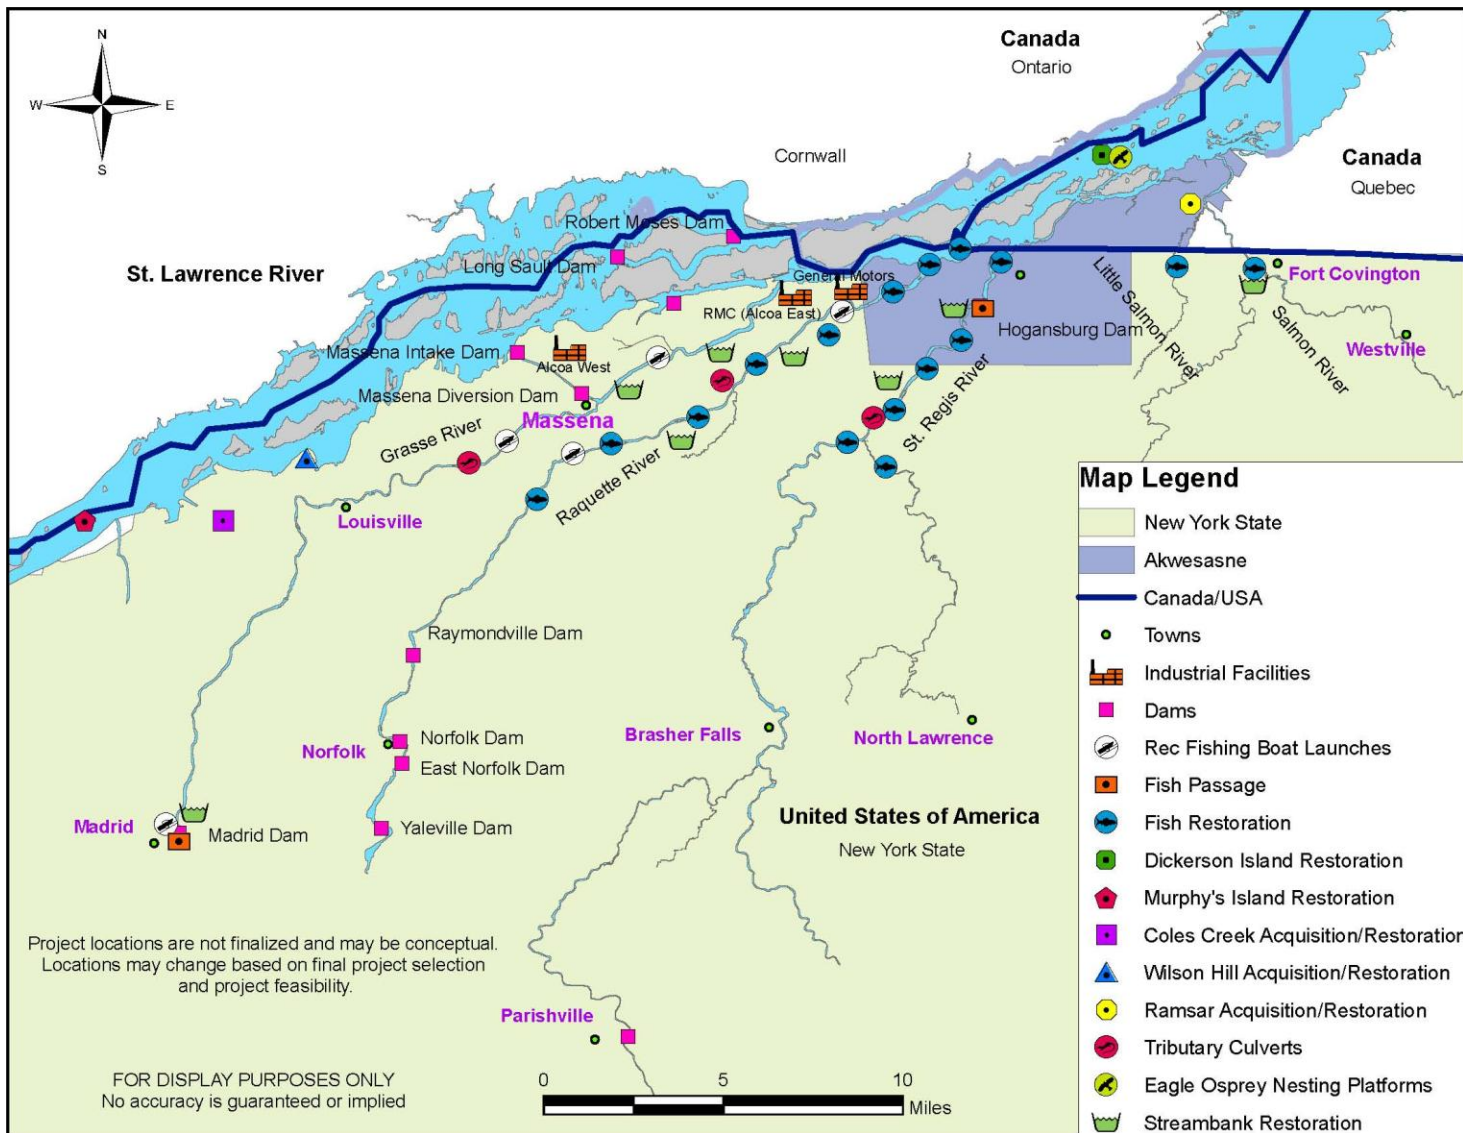 N
W
E
S
Canada
Ontario
Cornwall
Canada
Quebec
Robert Moses Dam
St. Lawrence River
Long Sault Dam
General Motors
RMC (Alcoa East)
Little Salmon River
Fort Covington
Hogansburg Dam
Salmon River
Westville
Massena Intake Dam
Alcoa West
Massena Diversion Dam
Massena
Grasse River
St. Regis River
Raquette River
Louisville
Raymondville Dam
Norfolk
Norfolk Dam
East Norfolk Dam
Brasher Falls
North Lawrence
Madrid
Madrid Dam
Yaleville Dam
United States of America
New York State
Project locations are not finalized and may be conceptual.
Locations may change based on final project selection
and project feasibility.
Parishville
FOR DISPLAY PURPOSES ONLY
No accuracy is guaranteed or implied
0 5 10
Miles
Map Legend
New York State
Akwesasne
Canada/USA
Towns
Industrial Facilities
Dams
Rec Fishing Boat Launches
Fish Passage
Fish Restoration
Dickerson Island Restoration
Murphy's Island Restoration
Coles Creek Acquisition/Restoration
Wilson Hill Acquisition/Restoration
Ramsar Acquisition/Restoration
Tributary Culverts
Eagle Osprey Nesting Platforms
Streambank Restoration